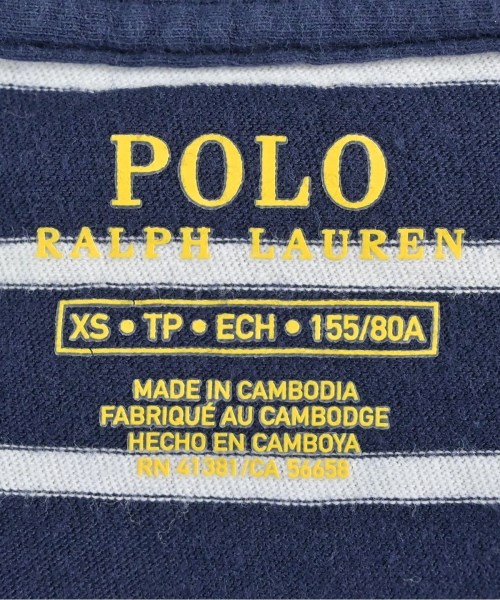 POLO
RALPH LAUREN
XS • TP • ECH • 155/80A
MADE IN CAMBODIA
FABRIQUÉ AU CAMBODGE
HECHO EN CAMBOYA
RN 41381/CA 56658